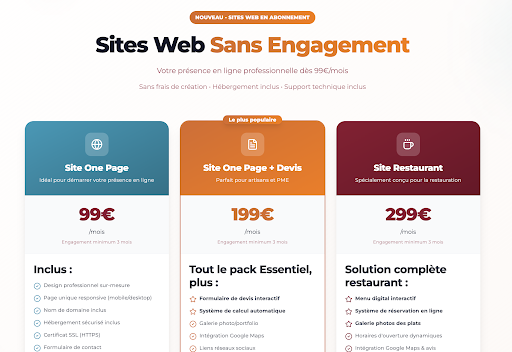 NOUVEAU - SITES WEB EN ABONNEMENT
Sites Web Sans Engagement
Votre présence en ligne professionnelle dès 99€/mois
Sans frais de création • Hébergement inclus • Support technique inclus
Le plus populaire
Site One Page
Idéal pour démarrer votre présence en ligne
99€
/mois
Engagement minimum 3 mois
Inclus :
Design professionnel sur-mesure
Page unique responsive (mobile/desktop)
Nom de domaine inclus
Hébergement sécurisé inclus
Certificat SSL (HTTPS)
Formulaire de contact
Site One Page + Devis
Parfait pour artisans et PME
199€
/mois
Engagement minimum 3 mois
Tout le pack Essentiel,
plus :
Formulaire de devis interactif
Système de calcul automatique
Galerie photo/portfolio
Intégration Google Maps
Liens réseaux sociaux
Site Restaurant
Spécialement conçu pour la restauration
299€
/mois
Engagement minimum 3 mois
Solution complète
restaurant :
Menu digital interactif
Système de réservation en ligne
Galerie photos des plats
Horaires d'ouverture dynamiques
Intégration Google Maps & avis